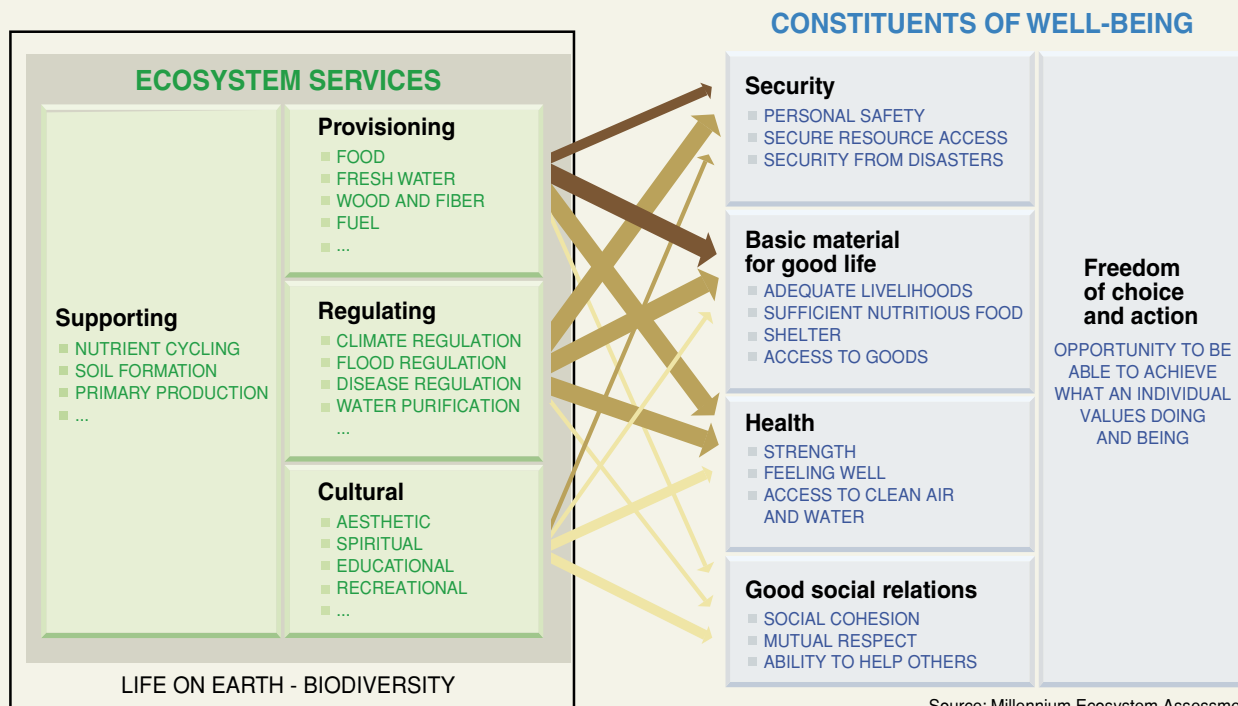 CONSTITUENTS OF WELL-BEING
ECOSYSTEM SERVICES
Supporting
NUTRIENT CYCLING
SOIL FORMATION
PRIMARY PRODUCTION
...
Provisioning
FOOD
FRESH WATER
WOOD AND FIBER
FUEL
...
Regulating
CLIMATE REGULATION
FLOOD REGULATION
DISEASE REGULATION
WATER PURIFICATION
...
Cultural
AESTHETIC
SPIRITUAL
EDUCATIONAL
RECREATIONAL
...
LIFE ON EARTH - BIODIVERSITY
Security
PERSONAL SAFETY
SECURE RESOURCE ACCESS
SECURITY FROM DISASTERS
Basic material
for good life
ADEQUATE LIVELIHOODS
SUFFICIENT NUTRITIOUS FOOD
SHELTER
ACCESS TO GOODS
Health
STRENGTH
FEELING WELL
ACCESS TO CLEAN AIR
AND WATER
Good social relations
SOCIAL COHESION
MUTUAL RESPECT
ABILITY TO HELP OTHERS
Freedom
of choice
and action
OPPORTUNITY TO BE
ABLE TO ACHIEVE
WHAT AN INDIVIDUAL
VALUES DOING
AND BEING
Source: Millennium Ecosystem